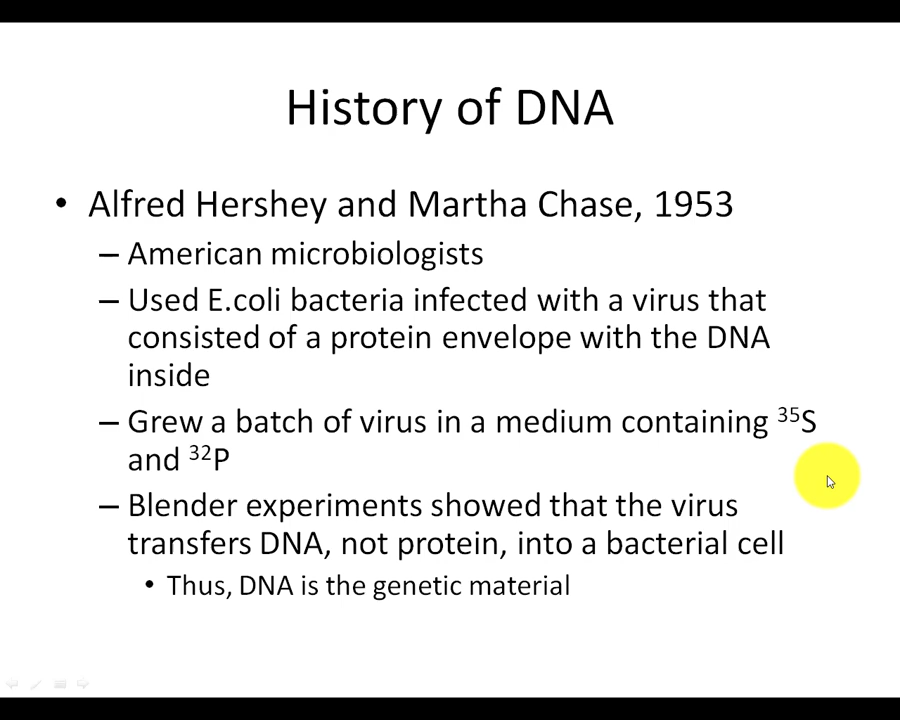 History of DNA
• Alfred Hershey and Martha Chase, 1953
– American microbiologists
– Used E.coli bacteria infected with a virus that
consisted of a protein envelope with the DNA
inside
– Grew a batch of virus in a medium containing ³⁵S
and ³²P
– Blender experiments showed that the virus
transfers DNA, not protein, into a bacterial cell
• Thus, DNA is the genetic material